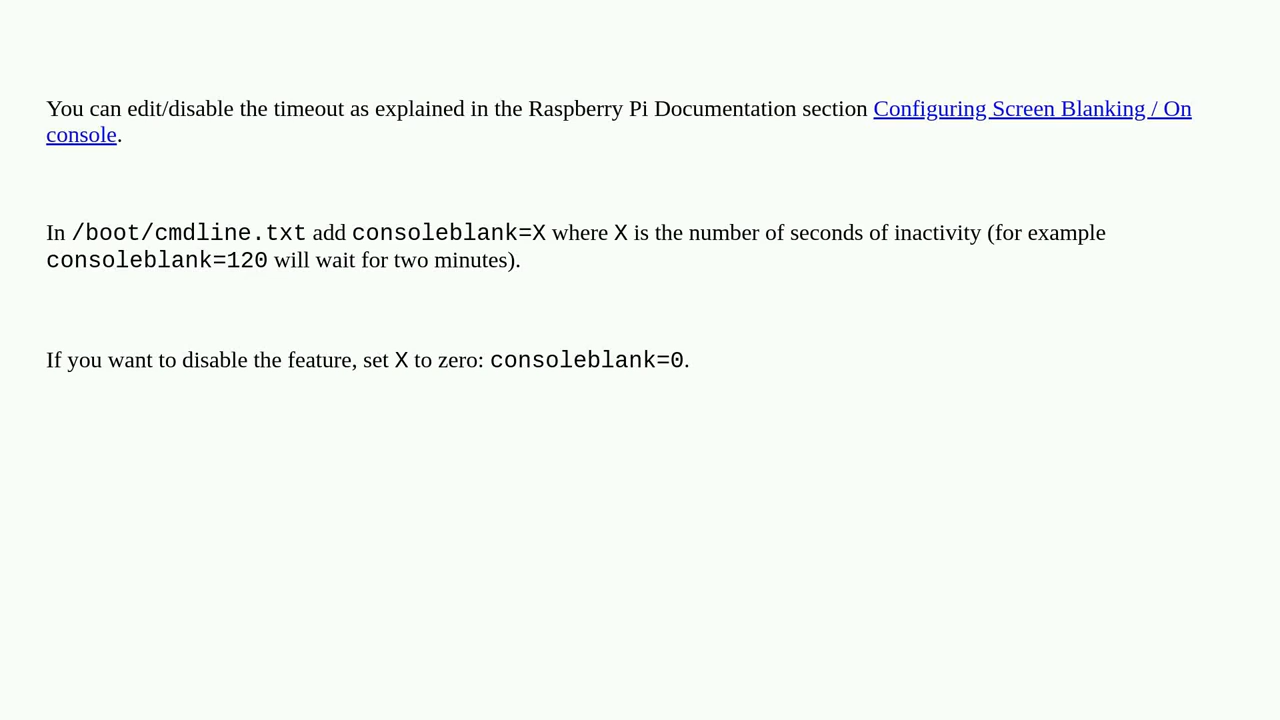 You can edit/disable the timeout as explained in the Raspberry Pi Documentation section Configuring Screen Blanking / On
console.
In /boot/cmdline.txt add consoleblank=X where X is the number of seconds of inactivity (for example
consoleblank=120 will wait for two minutes).
If you want to disable the feature, set X to zero: consoleblank=0.